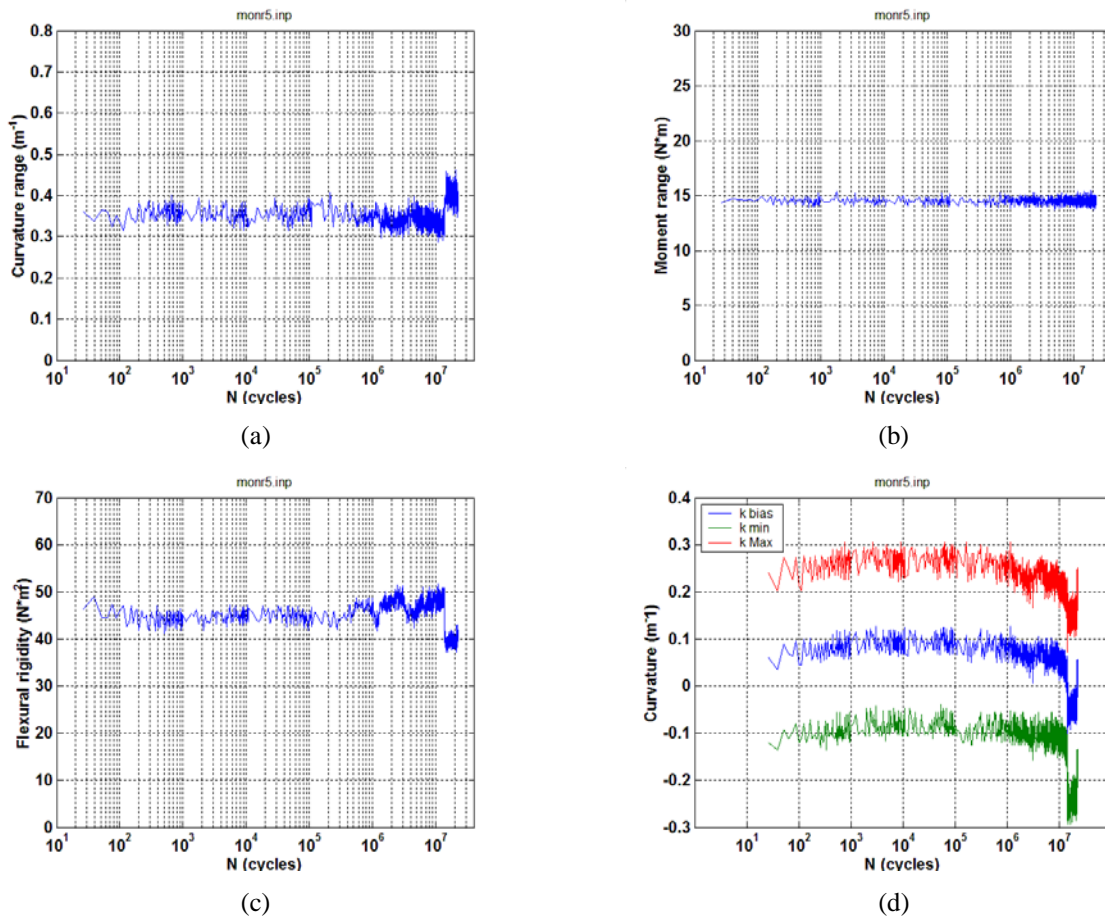 monr5.inp
0.8
0.7
0.6
0.5
0.4
0.3
0.2
0.1
0
Curvature range (m⁻¹)
10¹ 10² 10³ 10⁴ 10⁵ 10⁶ 10⁷
N (cycles)
(a)
monr5.inp
30
25
20
15
10
5
0
Moment range (N*m)
10¹ 10² 10³ 10⁴ 10⁵ 10⁶ 10⁷
N (cycles)
(b)
monr5.inp
70
60
50
40
30
20
10
0
Flexural rigidity (N*m²)
10¹ 10² 10³ 10⁴ 10⁵ 10⁶ 10⁷
N (cycles)
(c)
monr5.inp
k bias
k min
k Max
0.4
0.3
0.2
0.1
0
-0.1
-0.2
-0.3
Curvature (m⁻¹)
10¹ 10² 10³ 10⁴ 10⁵ 10⁶ 10⁷
N (cycles)
(d)